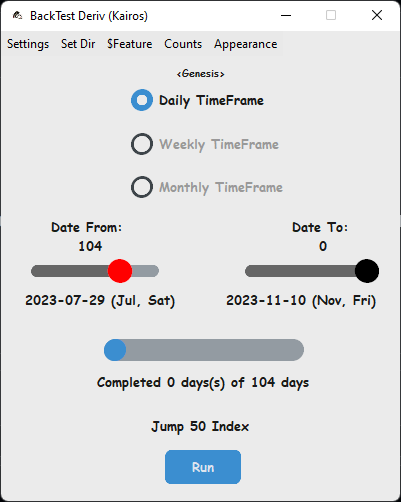 BackTest Deriv (Kairos)
Settings Set Dir $Feature Counts Appearance
<Genesis>
Daily TimeFrame
Weekly TimeFrame
Monthly TimeFrame
Date From: Date To:
104 0
2023-07-29 (Jul, Sat) 2023-11-10 (Nov, Fri)
Completed 0 days(s) of 104 days
Jump 50 Index
Run